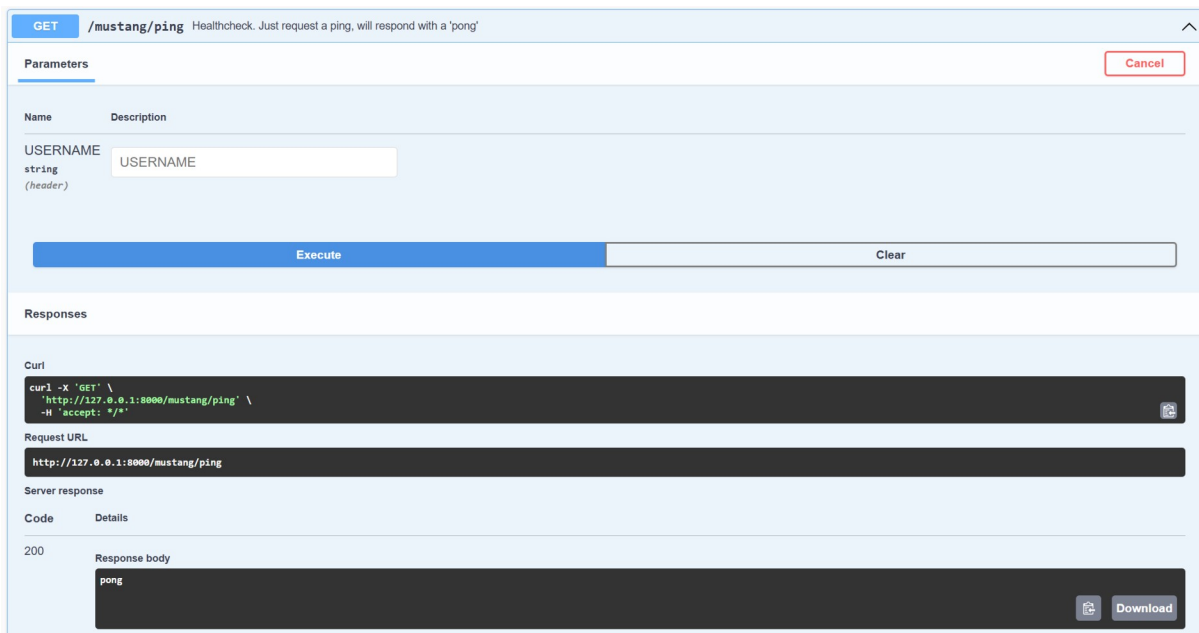 GET /mustang/ping Healthcheck. Just request a ping, will respond with a 'pong'
Parameters
Cancel
Name Description
USERNAME
string
(header)
USERNAME
Execute Clear
Responses
Curl
curl -X 'GET' \
'http://127.0.0.1:8000/mustang/ping' \
-H 'accept: */*'
Request URL
http://127.0.0.1:8000/mustang/ping
Server response
Code Details
200
Response body
pong
Download